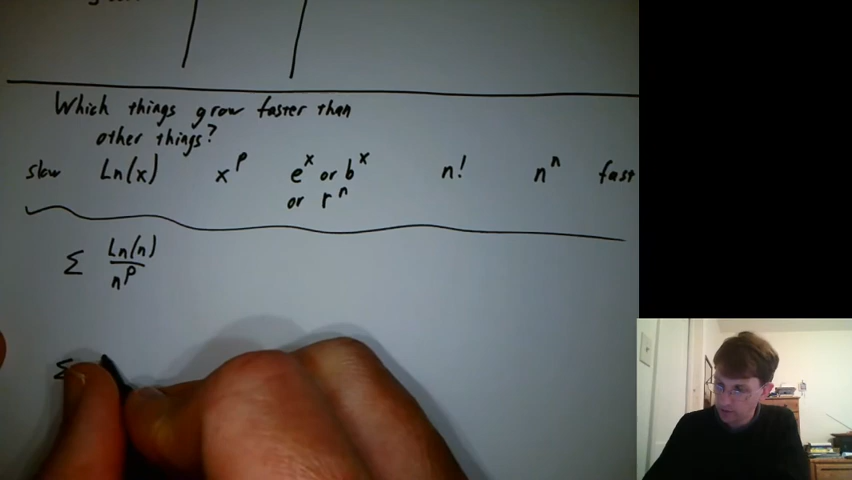 Which things grow faster than
other things?
slow Ln(x) x^p e^x or b^x n! n^n fast
or r^n
Σ Ln(n)/n^p
Σ